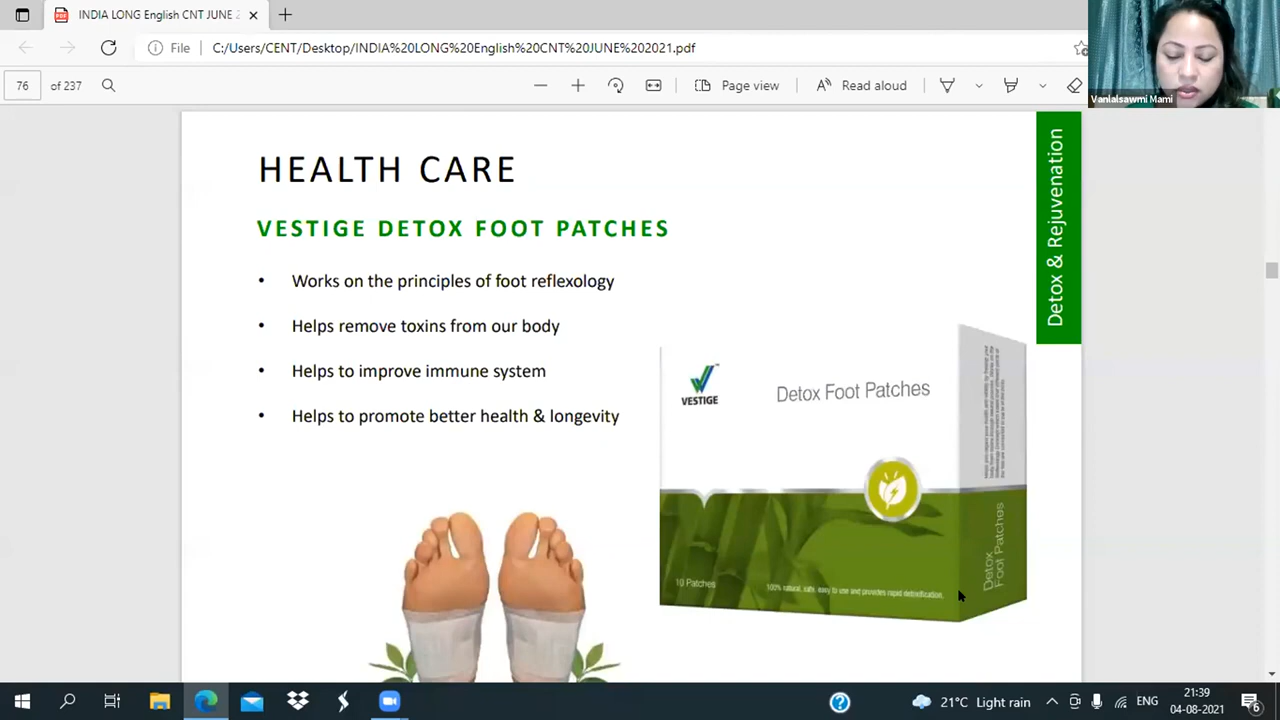 INDIA LONG English CNT JUNE 2
File
C:/Users/CENT/Desktop/INDIA%20LONG%20English%20CNT%20JUNE%202021.pdf
Vanlalsawmi Mami
76
of 237
Page view
Read aloud
HEALTH CARE
Detox & Rejuvenation
VESTIGE DETOX FOOT PATCHES
• Works on the principles of foot reflexology
• Helps remove toxins from our body
• Helps to improve immune system
• Helps to promote better health & longevity
VESTIGE
Detox Foot Patches
10 Patches
100% natural, safe, easy to use and provides rapid detoxification.
Detox
Foot Patches
21°C Light rain
ENG
21:39
04-08-2021
6